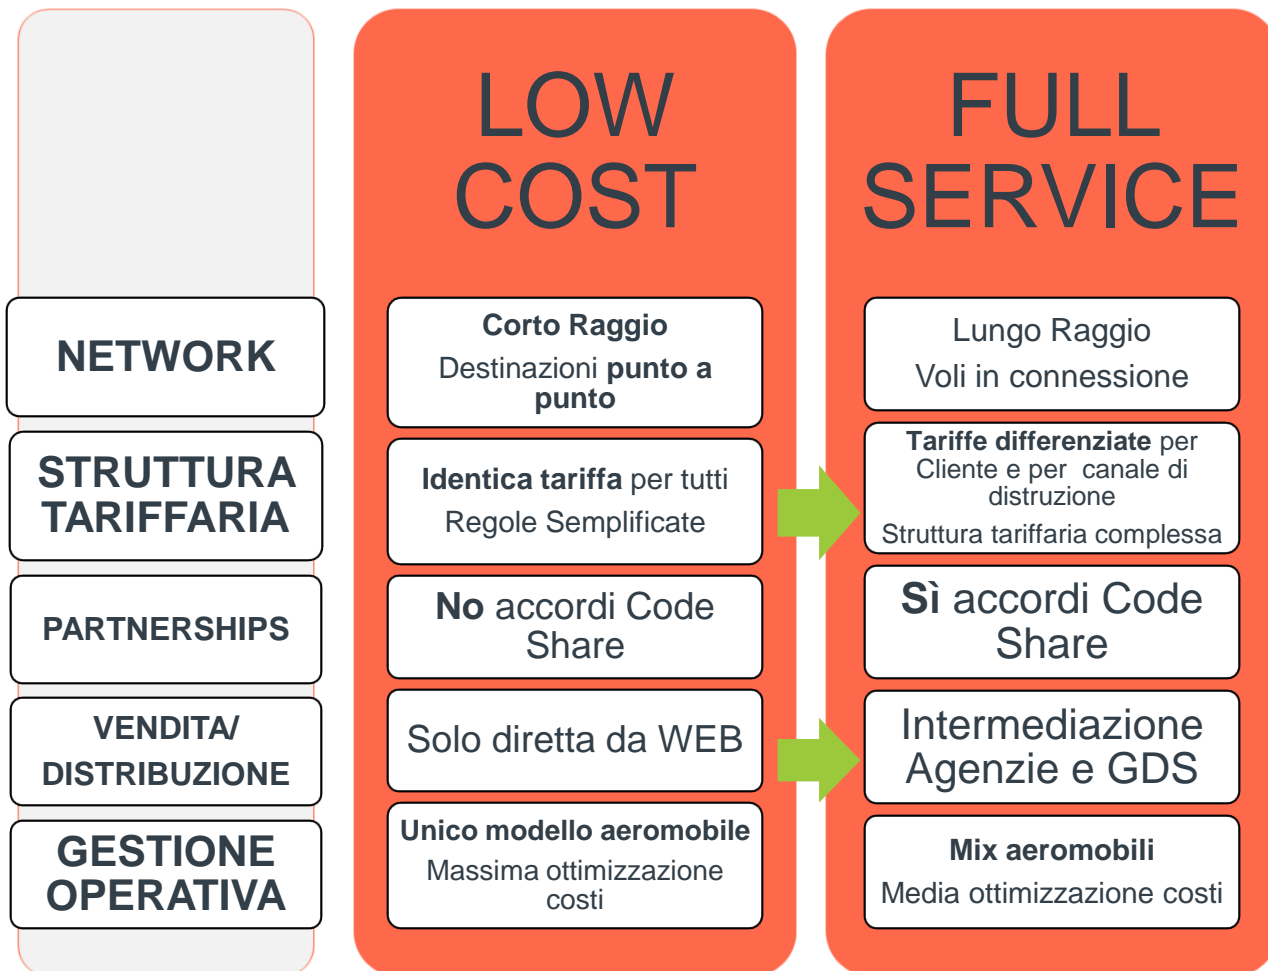 LOW
COST
FULL
SERVICE
NETWORK
Corto Raggio
Destinazioni punto a
punto
Lungo Raggio
Voli in connessione
STRUTTURA
TARIFFARIA
Identica tariffa per tutti
Regole Semplificate
Tariffe differenziate per
Cliente e per canale di
distruzione
Struttura tariffaria complessa
PARTNERSHIPS
No accordi Code
Share
Sì accordi Code
Share
VENDITA/
DISTRIBUZIONE
Solo diretta da WEB
Intermediazione
Agenzie e GDS
GESTIONE
OPERATIVA
Unico modello aeromobile
Massima ottimizzazione
costi
Mix aeromobili
Media ottimizzazione costi